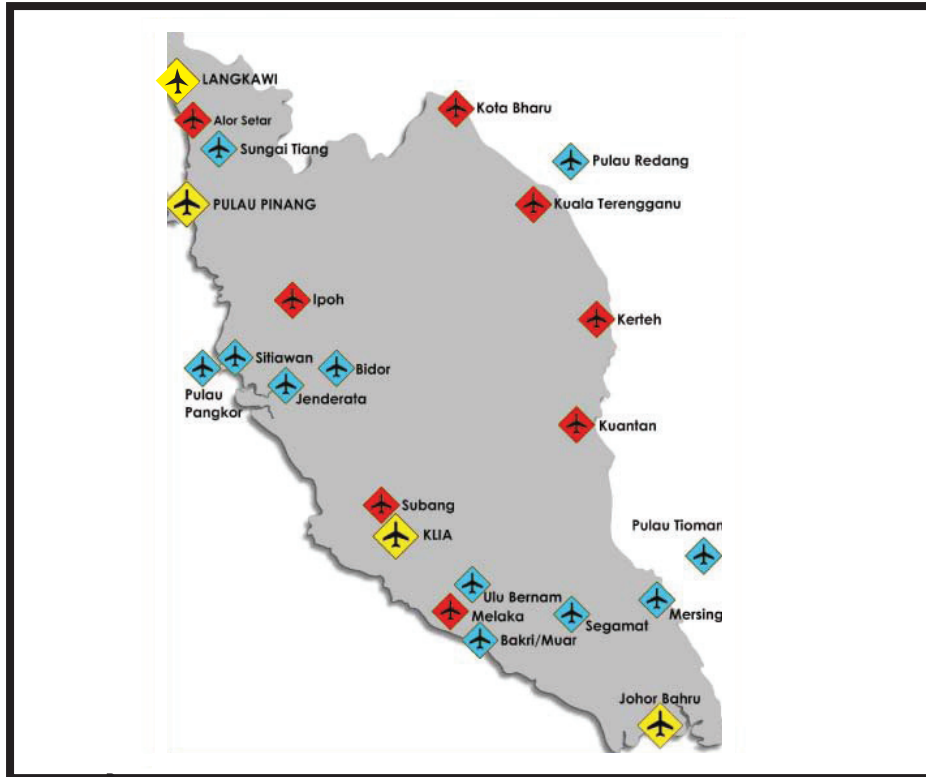 LANGKAWI
Kota Bharu
Alor Setar
Sungai Tiang
Pulau Redang
PULAU PINANG
Kuala Terengganu
Ipoh
Kerteh
Sitiawan
Bidor
Pulau
Pangkor
Jenderata
Kuantan
Subang
KLIA
Pulau Tioman
Ulu Bernam
Melaka
Segamat
Mersing
Bakri/Muar
Johor Bahru